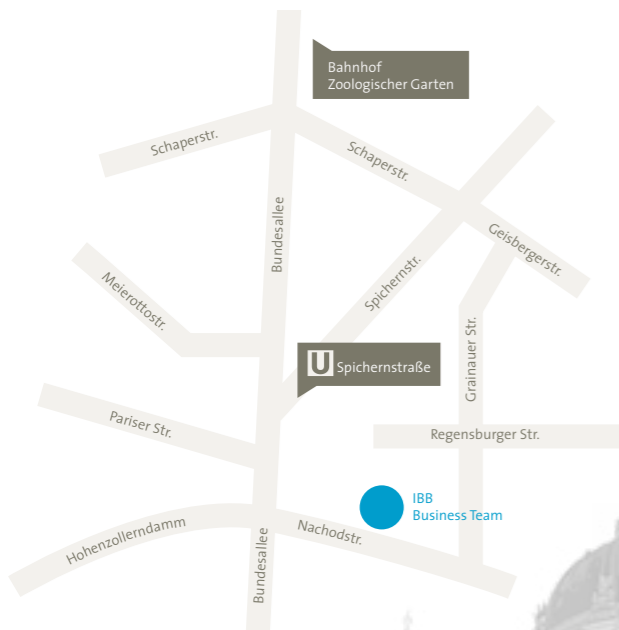 Bahnhof
Zoologischer Garten
Schaperstr.
Schaperstr.
Bundesallee
Spichernstr.
Geisbergerstr.
Meierottostr.
Grainauer Str.
U Spichernstraße
Pariser Str.
Regensburger Str.
IBB
Business Team
Hohenzollerndamm
Nachodstr.
Bundesallee